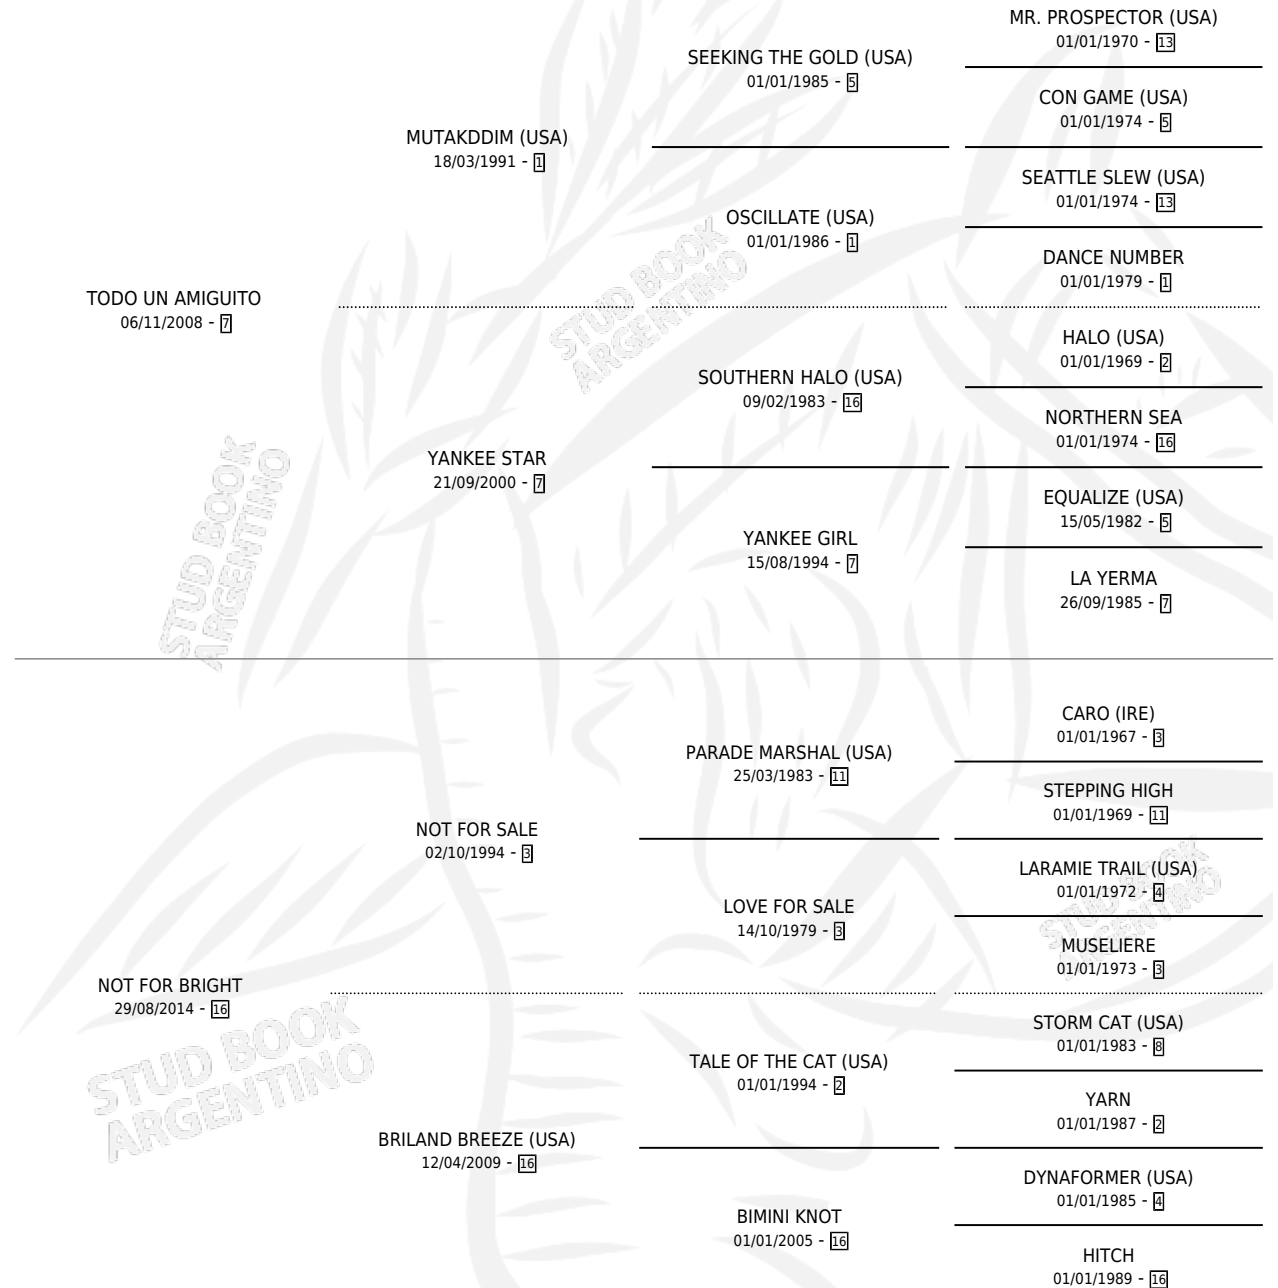 MR. PROSPECTOR (USA)
01/01/1970 - 13
SEEKING THE GOLD (USA)
01/01/1985 - 5
CON GAME (USA)
01/01/1974 - 5
MUTAKDDIM (USA)
18/03/1991 - 1
SEATTLE SLEW (USA)
01/01/1974 - 13
OSCILLATE (USA)
01/01/1986 - 1
DANCE NUMBER
01/01/1979 - 1
STUD BOOK
ARGENTINO
TODO UN AMIGUITO
06/11/2008 - 7
HALO (USA)
01/01/1969 - 2
SOUTHERN HALO (USA)
09/02/1983 - 16
NORTHERN SEA
01/01/1974 - 16
YANKEE STAR
21/09/2000 - 7
EQUALIZE (USA)
15/05/1982 - 5
YANKEE GIRL
15/08/1994 - 7
LA YERMA
26/09/1985 - 7
STUD BOOK
ARGENTINO
CARO (IRE)
01/01/1967 - 3
PARADE MARSHAL (USA)
25/03/1983 - 11
STEPPING HIGH
01/01/1969 - 11
NOT FOR SALE
02/10/1994 - 3
LARAMIE TRAIL (USA)
01/01/1972 - 4
LOVE FOR SALE
14/10/1979 - 3
STUD BOOK
ARGENTINO
MUSELIERE
01/01/1973 - 3
NOT FOR BRIGHT
29/08/2014 - 16
STORM CAT (USA)
01/01/1983 - 8
TALE OF THE CAT (USA)
01/01/1994 - 2
STUD BOOK
ARGENTINO
YARN
01/01/1987 - 2
BRILAND BREEZE (USA)
12/04/2009 - 16
DYNAFORMER (USA)
01/01/1985 - 4
BIMINI KNOT
01/01/2005 - 16
HITCH
01/01/1989 - 16